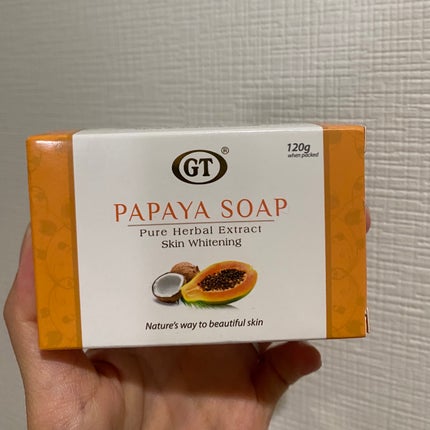 GT ®
120g
when packed
PAPAYA SOAP
Pure Herbal Extract
Skin Whitening
Nature's way to beautiful skin